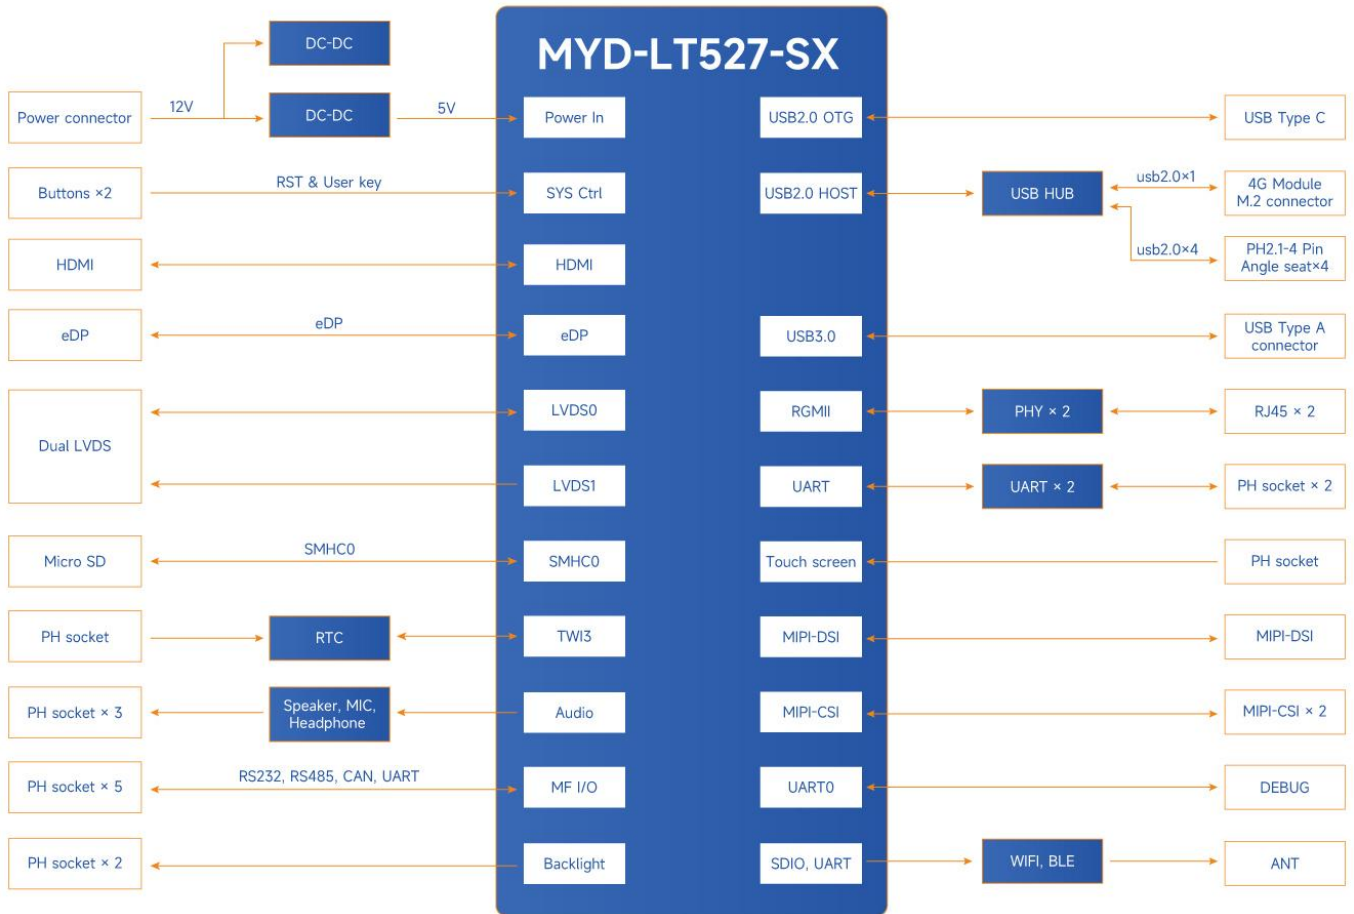 MYD-LT527-SX
DC-DC
Power connector
12V
DC-DC
5V
Power In
USB2.0 OTG
USB Type C
Buttons ×2
RST & User key
SYS Ctrl
USB2.0 HOST
USB HUB
usb2.0×1
4G Module
M.2 connector
HDMI
HDMI
usb2.0×4
PH2.1-4 Pin
Angle seat×4
eDP
eDP
eDP
USB3.0
USB Type A
connector
Dual LVDS
LVDS0
RGMII
PHY × 2
RJ45 × 2
LVDS1
UART
UART × 2
PH socket × 2
Micro SD
SMHC0
SMHC0
Touch screen
PH socket
PH socket
RTC
TWI3
MIPI-DSI
MIPI-DSI
PH socket × 3
Speaker, MIC,
Headphone
Audio
MIPI-CSI
MIPI-CSI × 2
PH socket × 5
RS232, RS485, CAN, UART
MF I/O
UART0
DEBUG
PH socket × 2
Backlight
SDIO, UART
WIFI, BLE
ANT